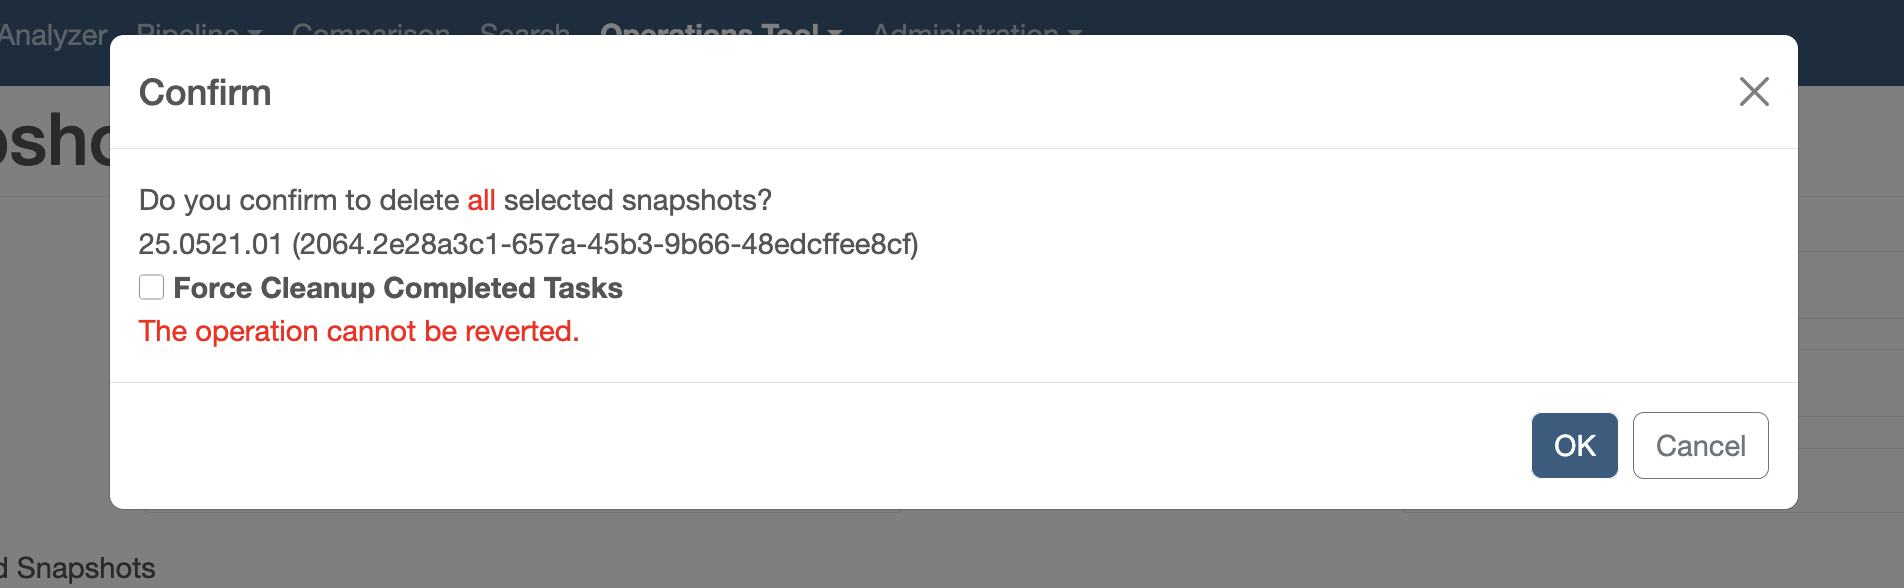 Analyzer Pipeline Comparison Search Operations Tool Administration
Confirm
Do you confirm to delete all selected snapshots?
25.0521.01 (2064.2e28a3c1-657a-45b3-9b66-48edcffee8cf)
Force Cleanup Completed Tasks
The operation cannot be reverted.
OK Cancel
Snapshots